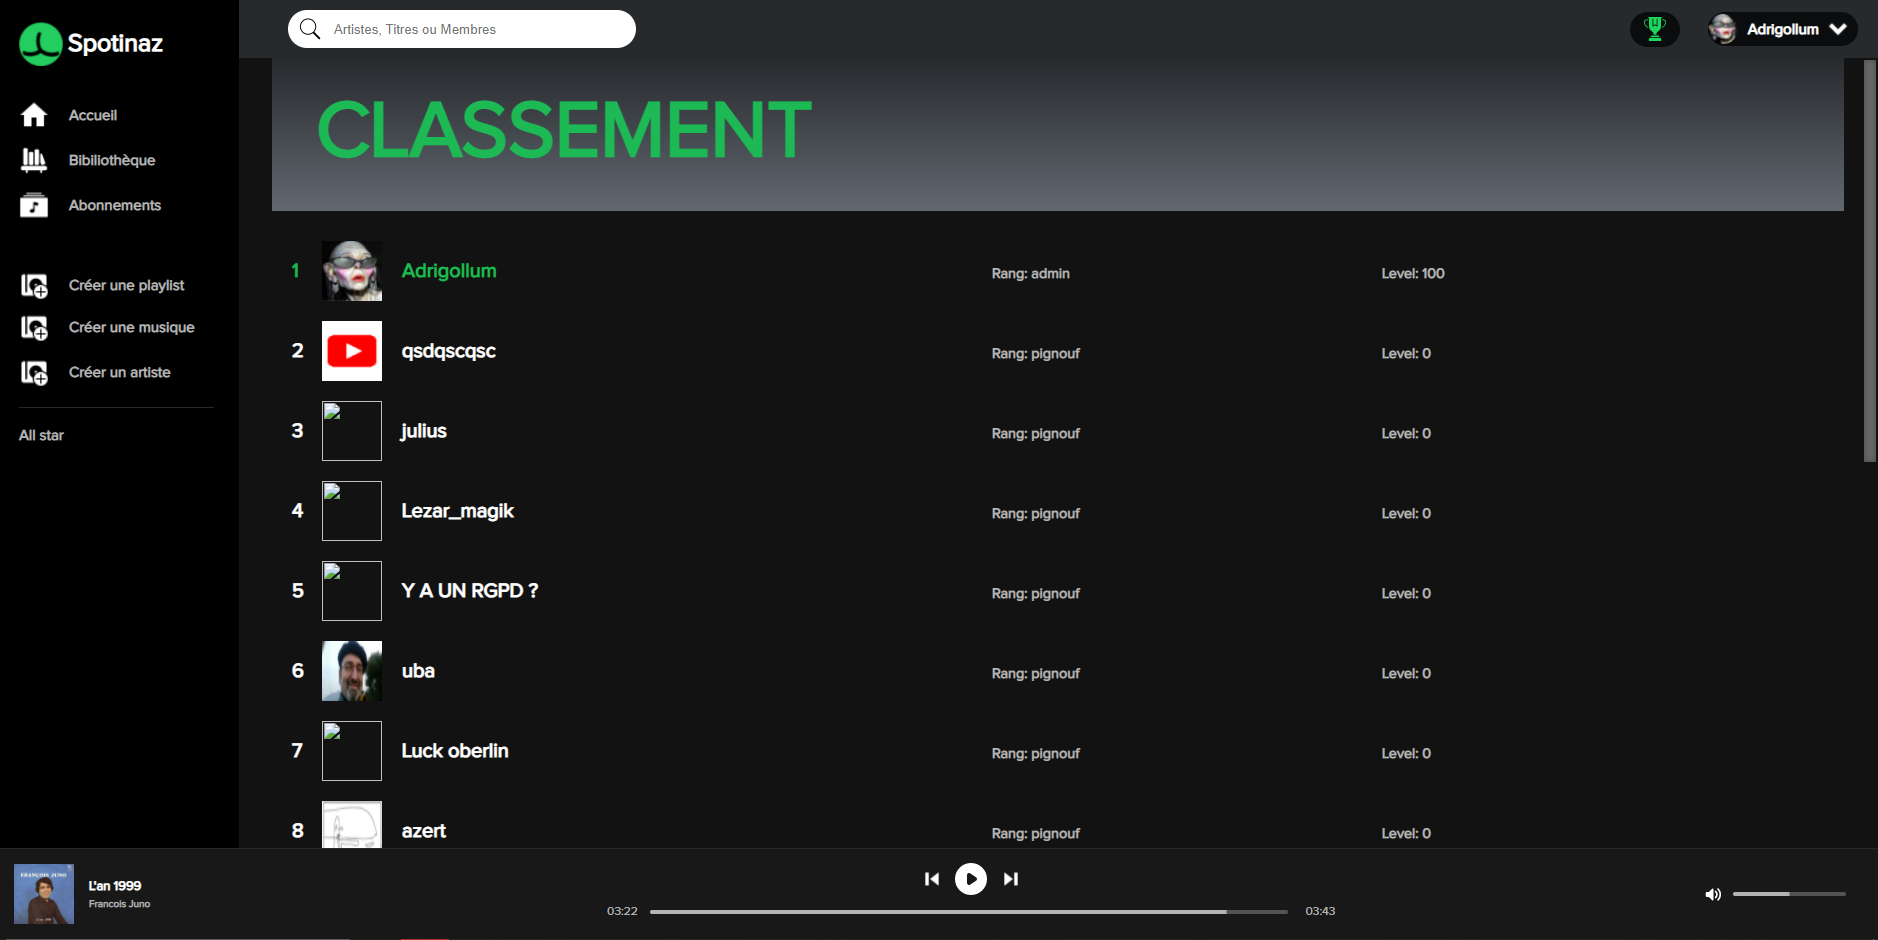 Spotinaz
Artistes, Titres ou Membres
Adrigollum
Accueil
Bibiliothèque
Abonnements
Créer une playlist
Créer une musique
Créer un artiste
All star
CLASSEMENT
1 Adrigollum Rang: admin Level: 100
2 qsdqscqsc Rang: pignouf Level: 0
3 julius Rang: pignouf Level: 0
4 Lezar_magik Rang: pignouf Level: 0
5 Y A UN RGPD ? Rang: pignouf Level: 0
6 uba Rang: pignouf Level: 0
7 Luck oberlin Rang: pignouf Level: 0
8 azert Rang: pignouf Level: 0
FRANÇOIS JUNO
L'an 1999
Francois Juno
03:22
03:43